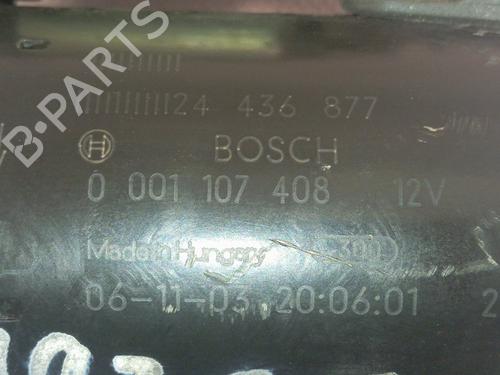 24 436 877
BOSCH
0 001 107 408 12V
Made in Hungary
06-11-03 20:06:01 2
B-PARTS